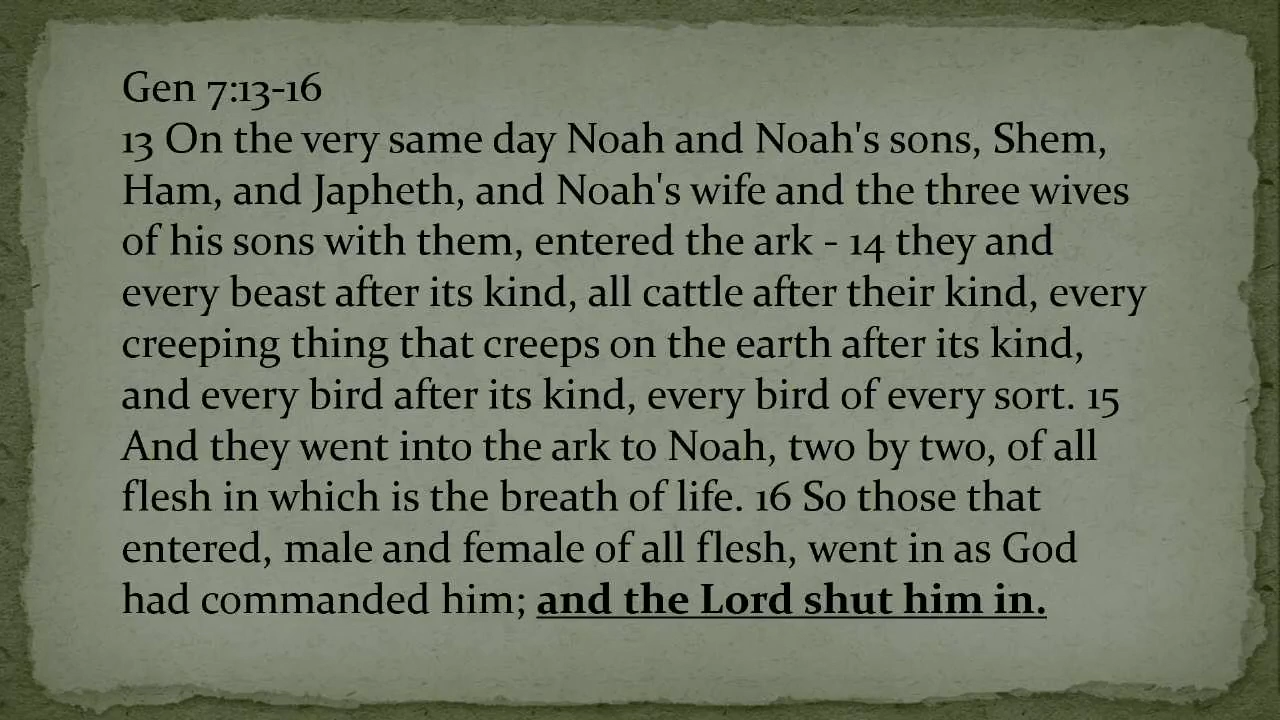 Gen 7:13-16
13 On the very same day Noah and Noah's sons, Shem,
Ham, and Japheth, and Noah's wife and the three wives
of his sons with them, entered the ark - 14 they and
every beast after its kind, all cattle after their kind, every
creeping thing that creeps on the earth after its kind,
and every bird after its kind, every bird of every sort. 15
And they went into the ark to Noah, two by two, of all
flesh in which is the breath of life. 16 So those that
entered, male and female of all flesh, went in as God
had commanded him; and the Lord shut him in.